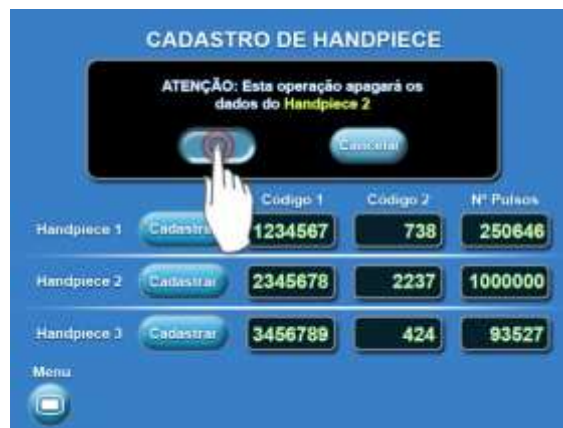 CADASTRO DE HANDPIECE
ATENÇÃO: Esta operação apagará os
dados do Handpiece 2
Cancelar
Código 1 Código 2 Nº Pulsos
Handpiece 1 Cadastrar 1234567 738 250646
Handpiece 2 Cadastrar 2345678 2237 1000000
Handpiece 3 Cadastrar 3456789 424 93527
Menu